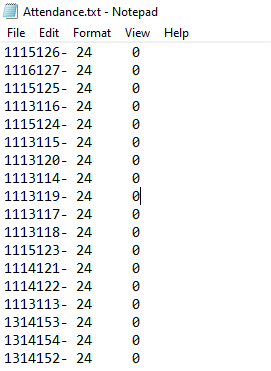 Attendance.txt - Notepad
File Edit Format View Help
1115126- 24 0
1116127- 24 0
1115125- 24 0
1113116- 24 0
1115124- 24 0
1113115- 24 0
1113120- 24 0
1113114- 24 0
1113119- 24 0
1113117- 24 0
1113118- 24 0
1115123- 24 0
1114121- 24 0
1114122- 24 0
1113113- 24 0
1314153- 24 0
1314154- 24 0
1314152- 24 0